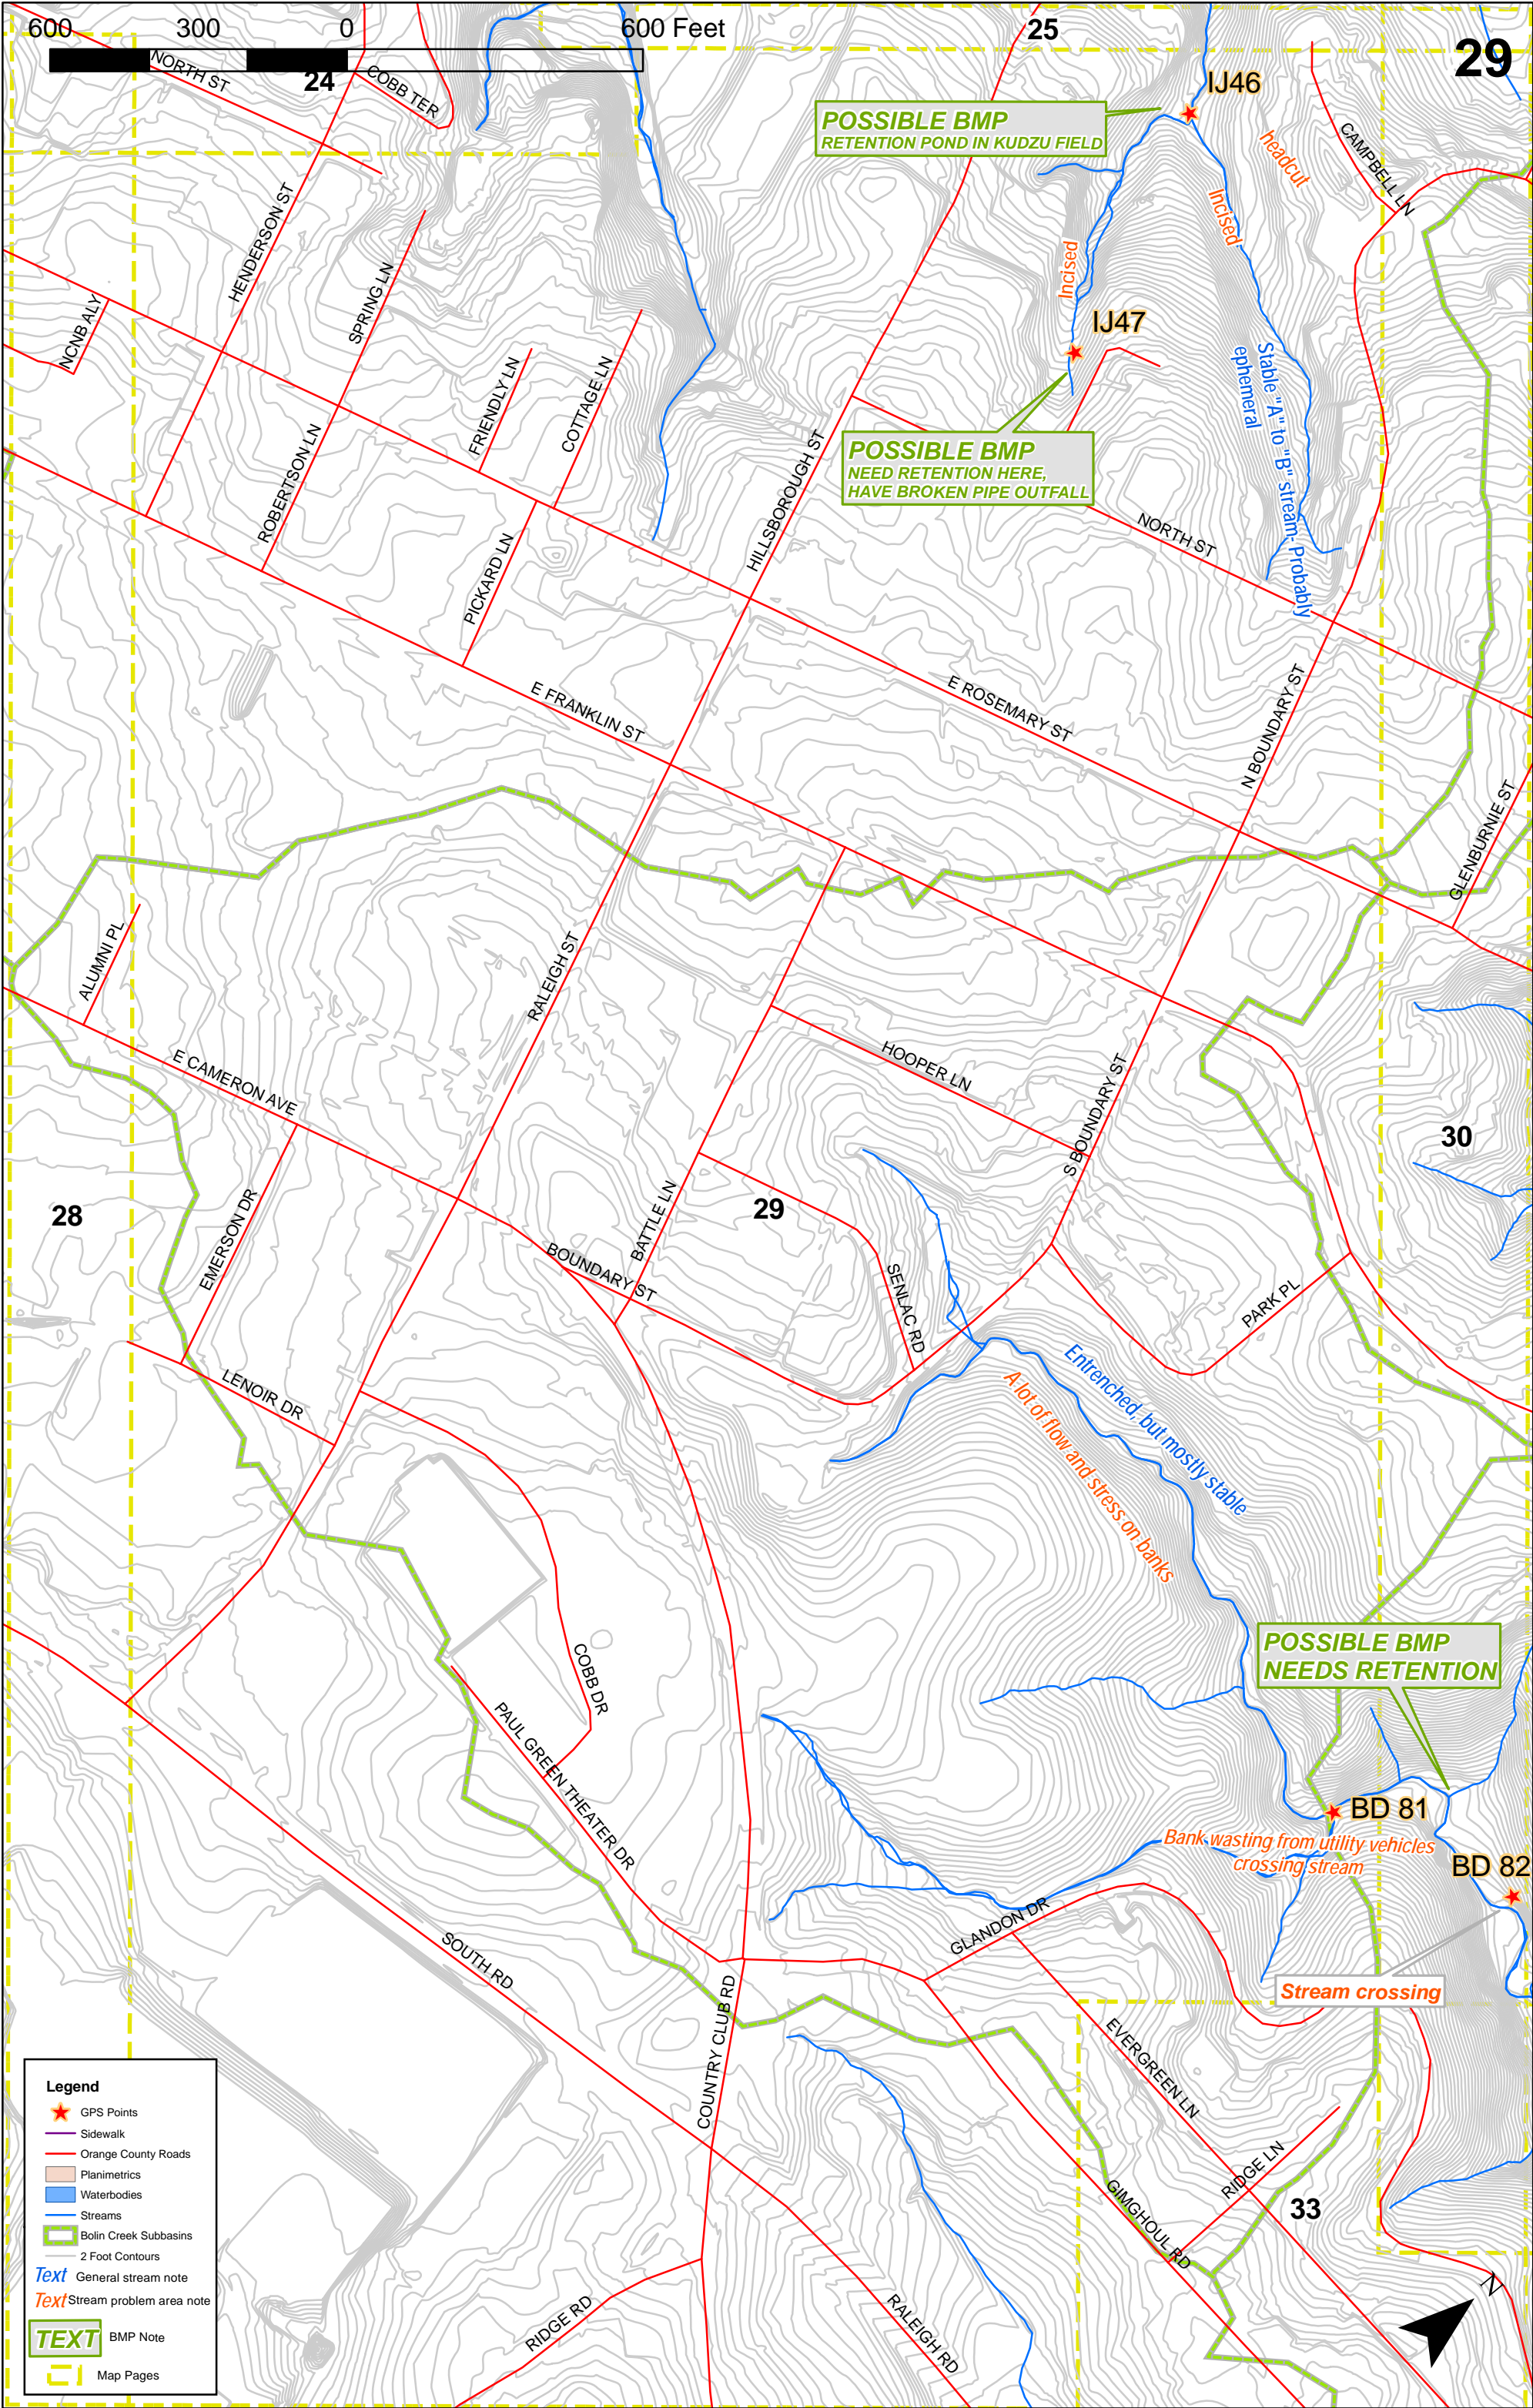 600 300 0 600 Feet
25
29
24
NORTH ST
COBB TER
IJ46
POSSIBLE BMP
RETENTION POND IN KUDZU FIELD
headcut
CAMPBELL LN
Incised
Incised
HENDERSON ST
SPRING LN
NCNB ALY
IJ47
FRIENDLY LN
COTTAGE LN
Stable "A" to "B" stream- Probably
ephemeral
ROBERTSON LN
HILLSBOROUGH ST
POSSIBLE BMP
NEED RETENTION HERE,
HAVE BROKEN PIPE OUTFALL
NORTH ST
PICKARD LN
E FRANKLIN ST
E ROSEMARY ST
N BOUNDARY ST
GLENBURNIE ST
ALUMNI PL
RALEIGH ST
E CAMERON AVE
HOOPER LN
S BOUNDARY ST
30
28
29
EMERSON DR
BATTLE LN
BOUNDARY ST
SENLAC RD
PARK PL
LENOIR DR
Entrenched, but mostly stable
A lot of flow and stress on banks
COBB DR
POSSIBLE BMP
NEEDS RETENTION
PAUL GREEN THEATER DR
BD 81
Bank wasting from utility vehicles
crossing stream
BD 82
GLANDON DR
SOUTH RD
Stream crossing
COUNTRY CLUB RD
EVERGREEN LN
RIDGE LN
GIMGHOUL RD
33
RIDGE RD
RALEIGH RD
N
Legend
GPS Points
Sidewalk
Orange County Roads
Planimetrics
Waterbodies
Streams
Bolin Creek Subbasins
2 Foot Contours
Text General stream note
Text Stream problem area note
TEXT BMP Note
Map Pages